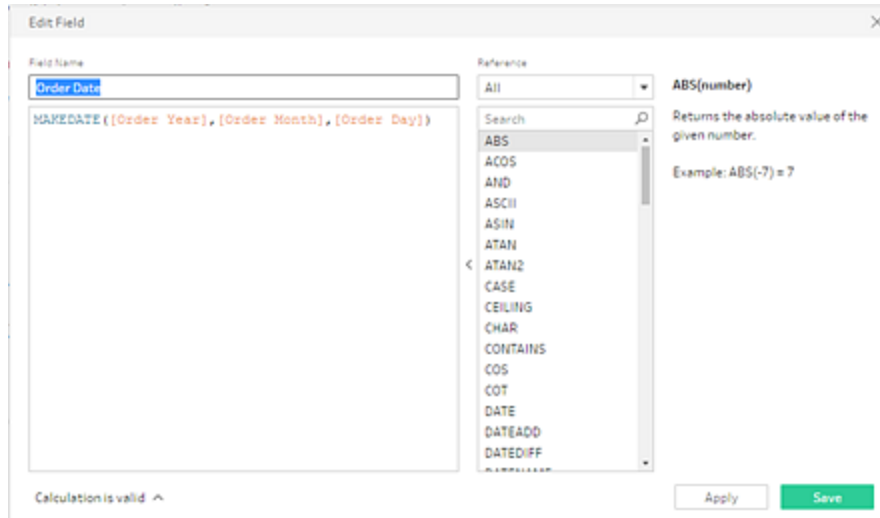 Edit Field
Field Name
Order Date
MAKEDATE([Order Year],[Order Month],[Order Day])
Reference
All
Search
ABS
ACOS
AND
ASCII
ASIN
ATAN
ATAN2
CASE
CEILING
CHAR
CONTAINS
COS
COT
DATE
DATEADD
DATEDIFF
ABS(number)
Returns the absolute value of the
given number.
Example: ABS(-7) = 7
Calculation is valid
Apply
Save